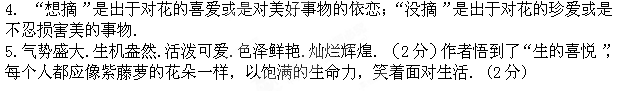 4. “想摘”是出于对花的喜爱或是对美好事物的依恋；“没摘”是出于对花的珍爱或是
不忍损害美的事物.
5.气势盛大.生机盎然.活泼可爱.色泽鲜艳.灿烂辉煌.（2分）作者悟到了“生的喜悦”，
每个人都应像紫藤萝的花朵一样，以饱满的生命力，笑着面对生活.（2分）